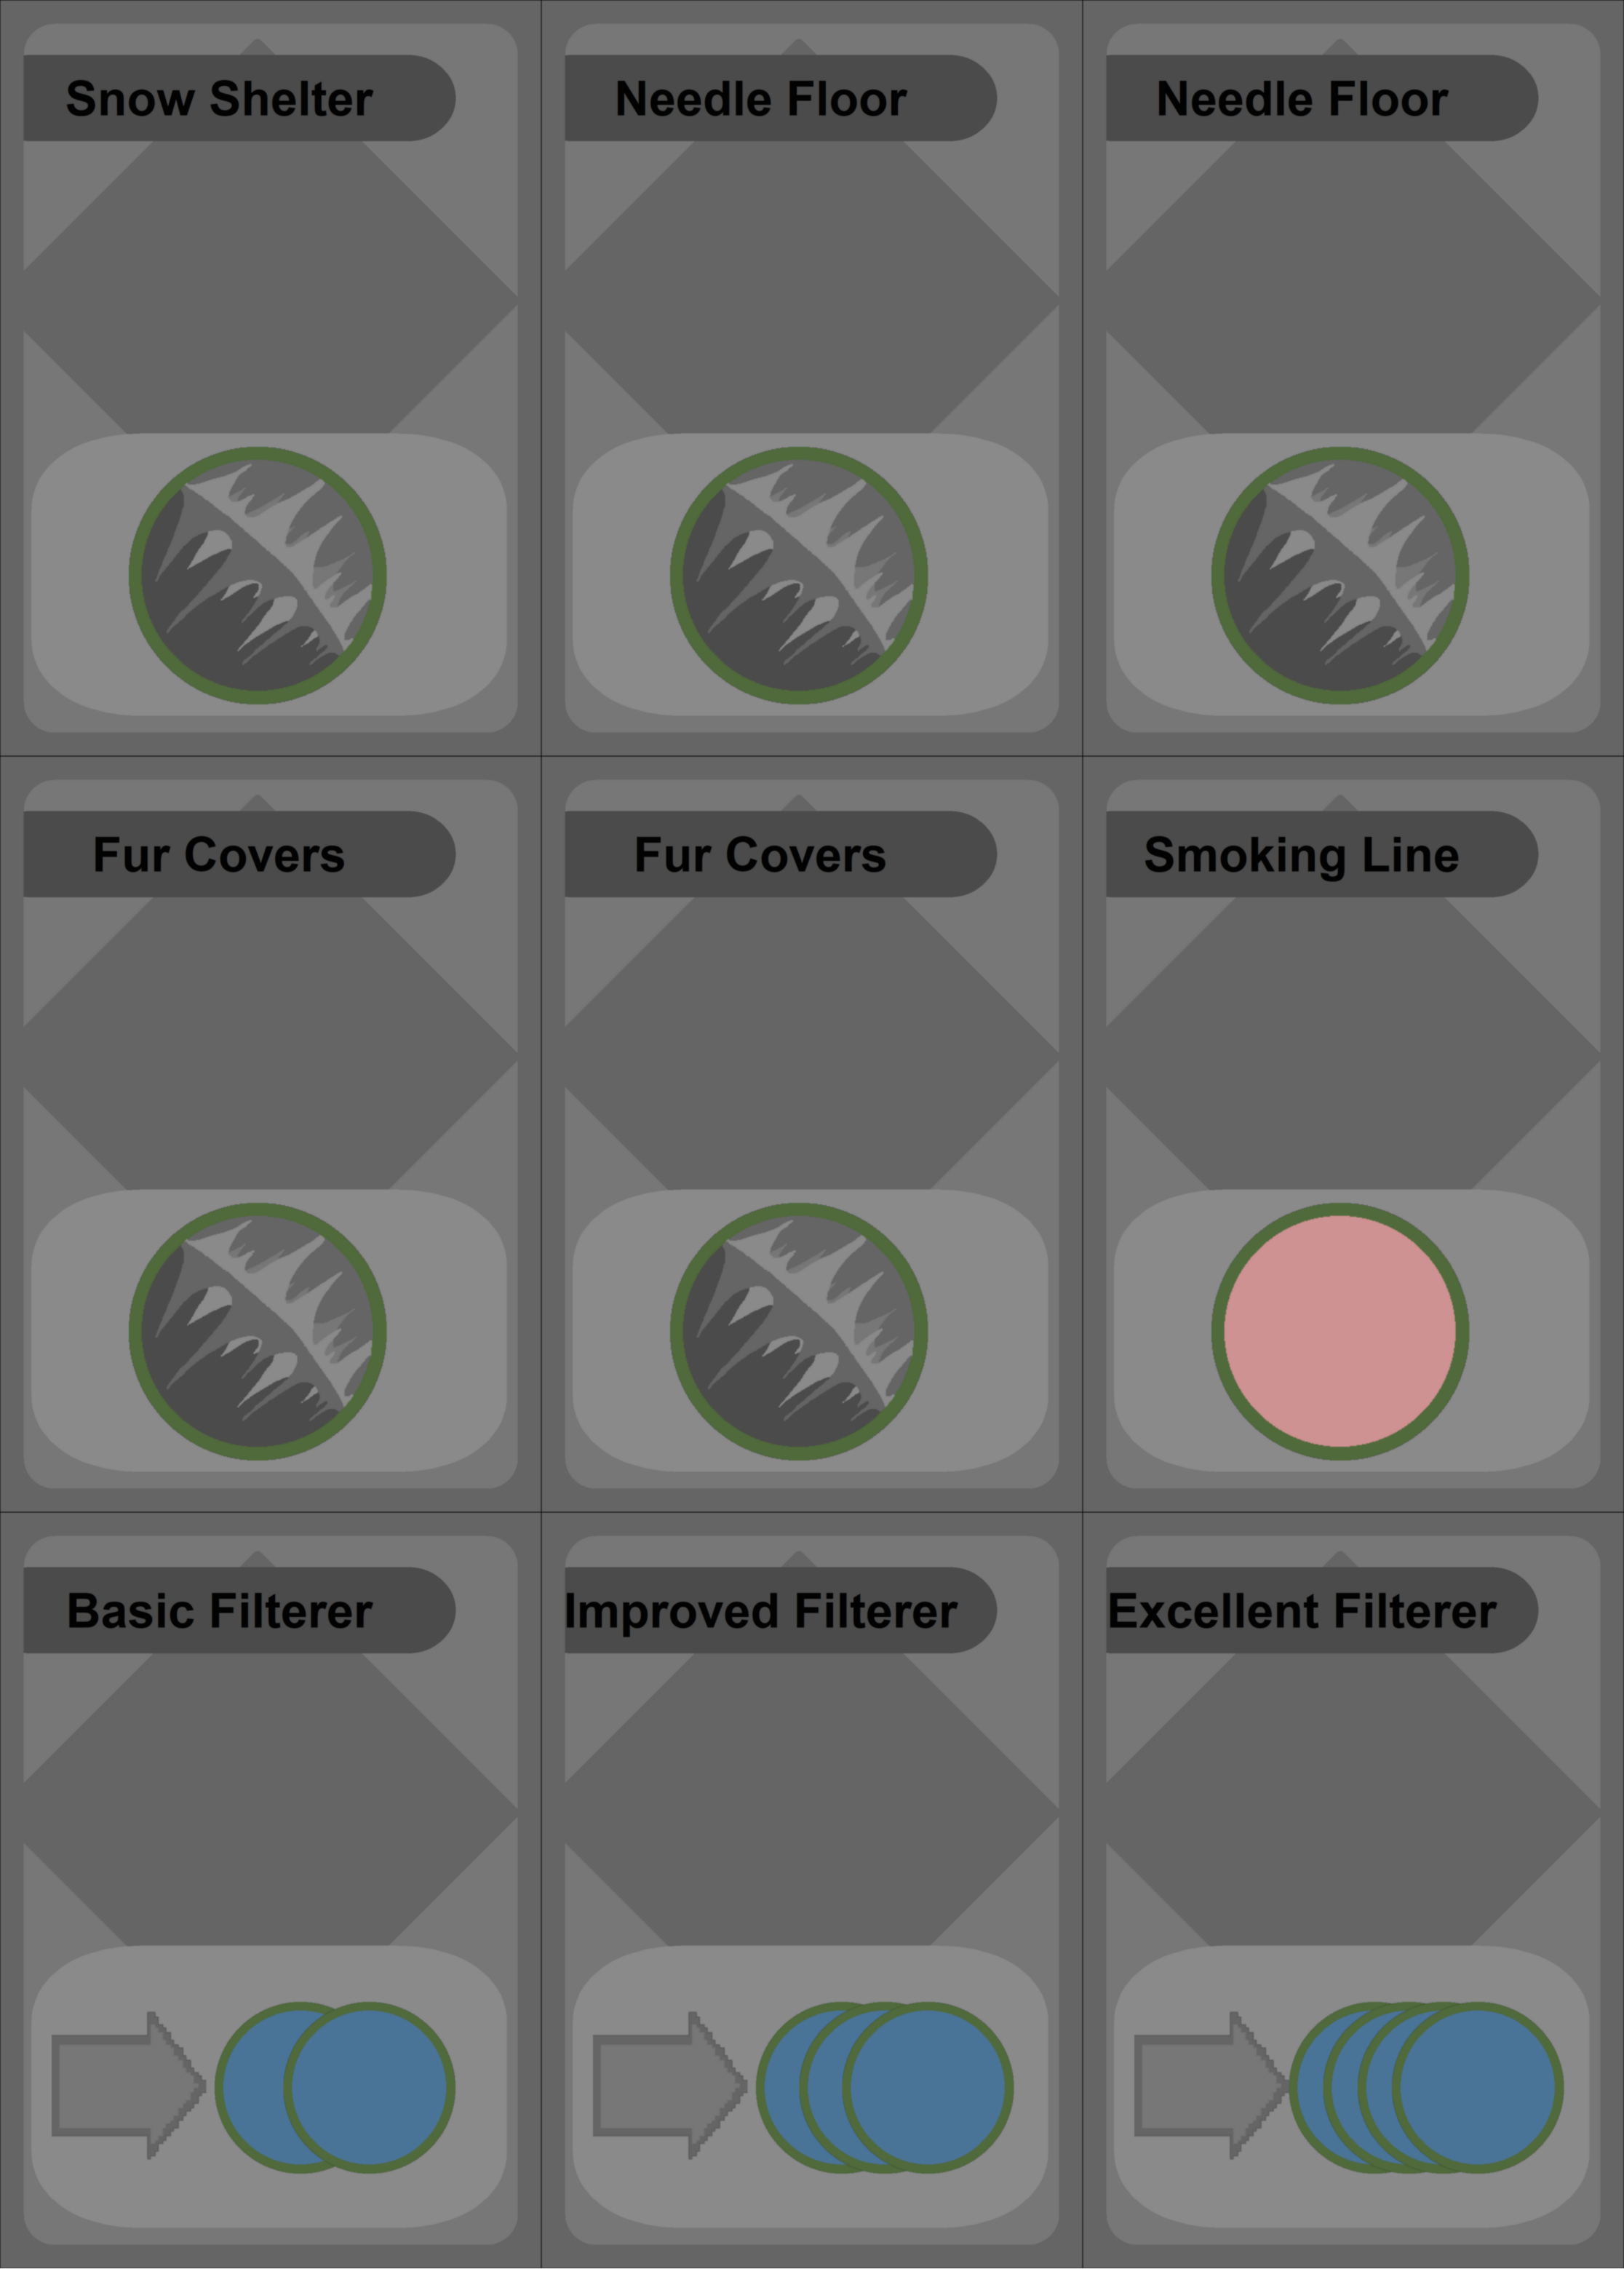 Snow Shelter
Needle Floor
Needle Floor
Fur Covers
Fur Covers
Smoking Line
Basic Filterer
Improved Filterer
Excellent Filterer